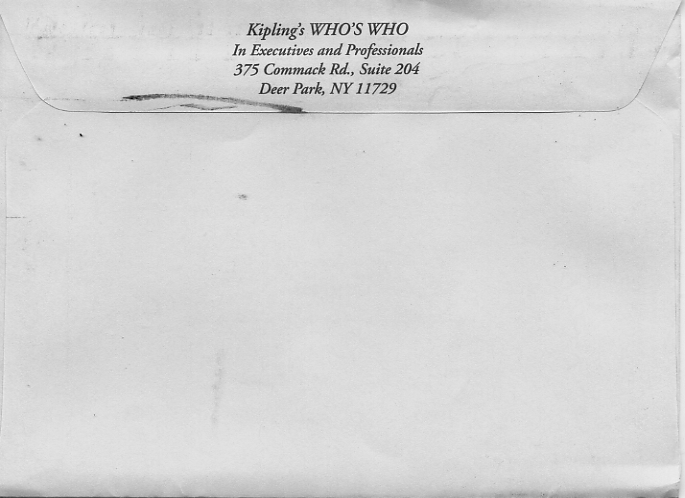 Kipling's WHO'S WHO
In Executives and Professionals
375 Commack Rd., Suite 204
Deer Park, NY 11729